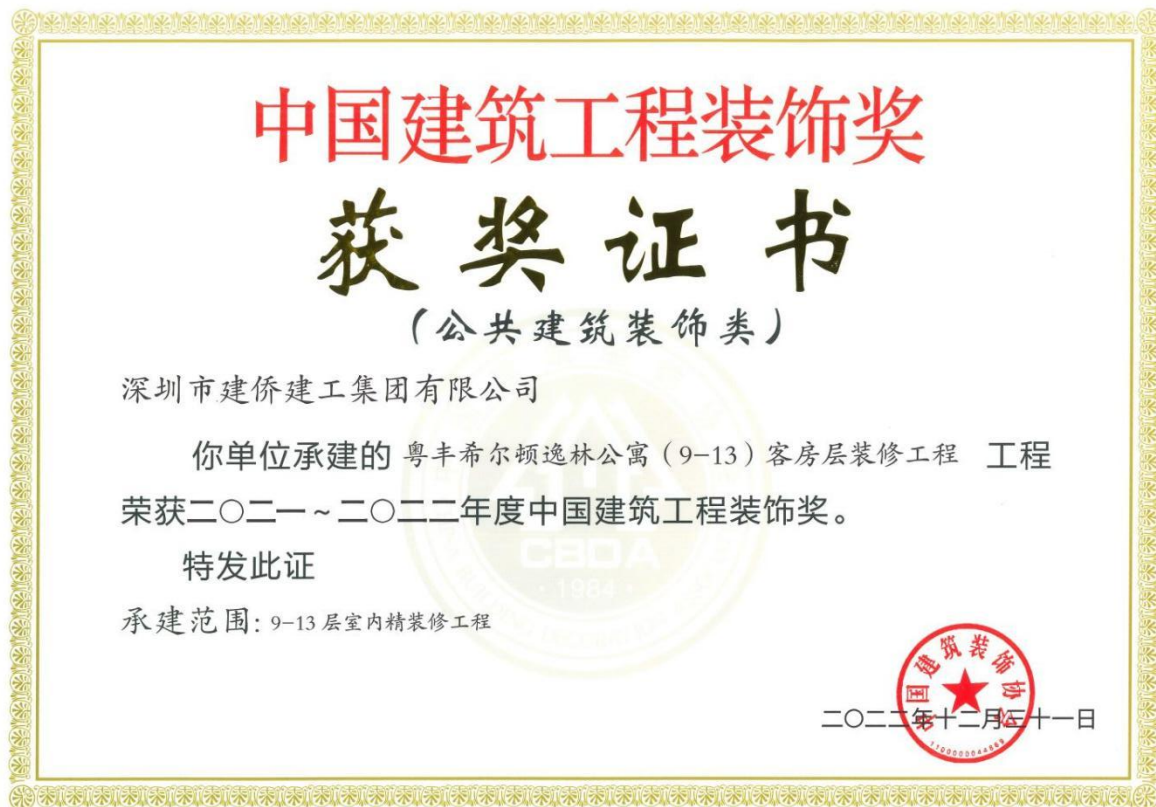 中国建筑工程装饰奖
获奖证书
(公共建筑装饰类)
深圳市建侨建工集团有限公司
你单位承建的 粤丰希尔顿逸林公寓(9-13)客房层装修工程 工程
荣获二〇二一~二〇二二年度中国建筑工程装饰奖。
特发此证
承建范围: 9-13层室内精装修工程
CBDA
·1984·
中国建筑装饰协会
二〇二二年十二月三十一日